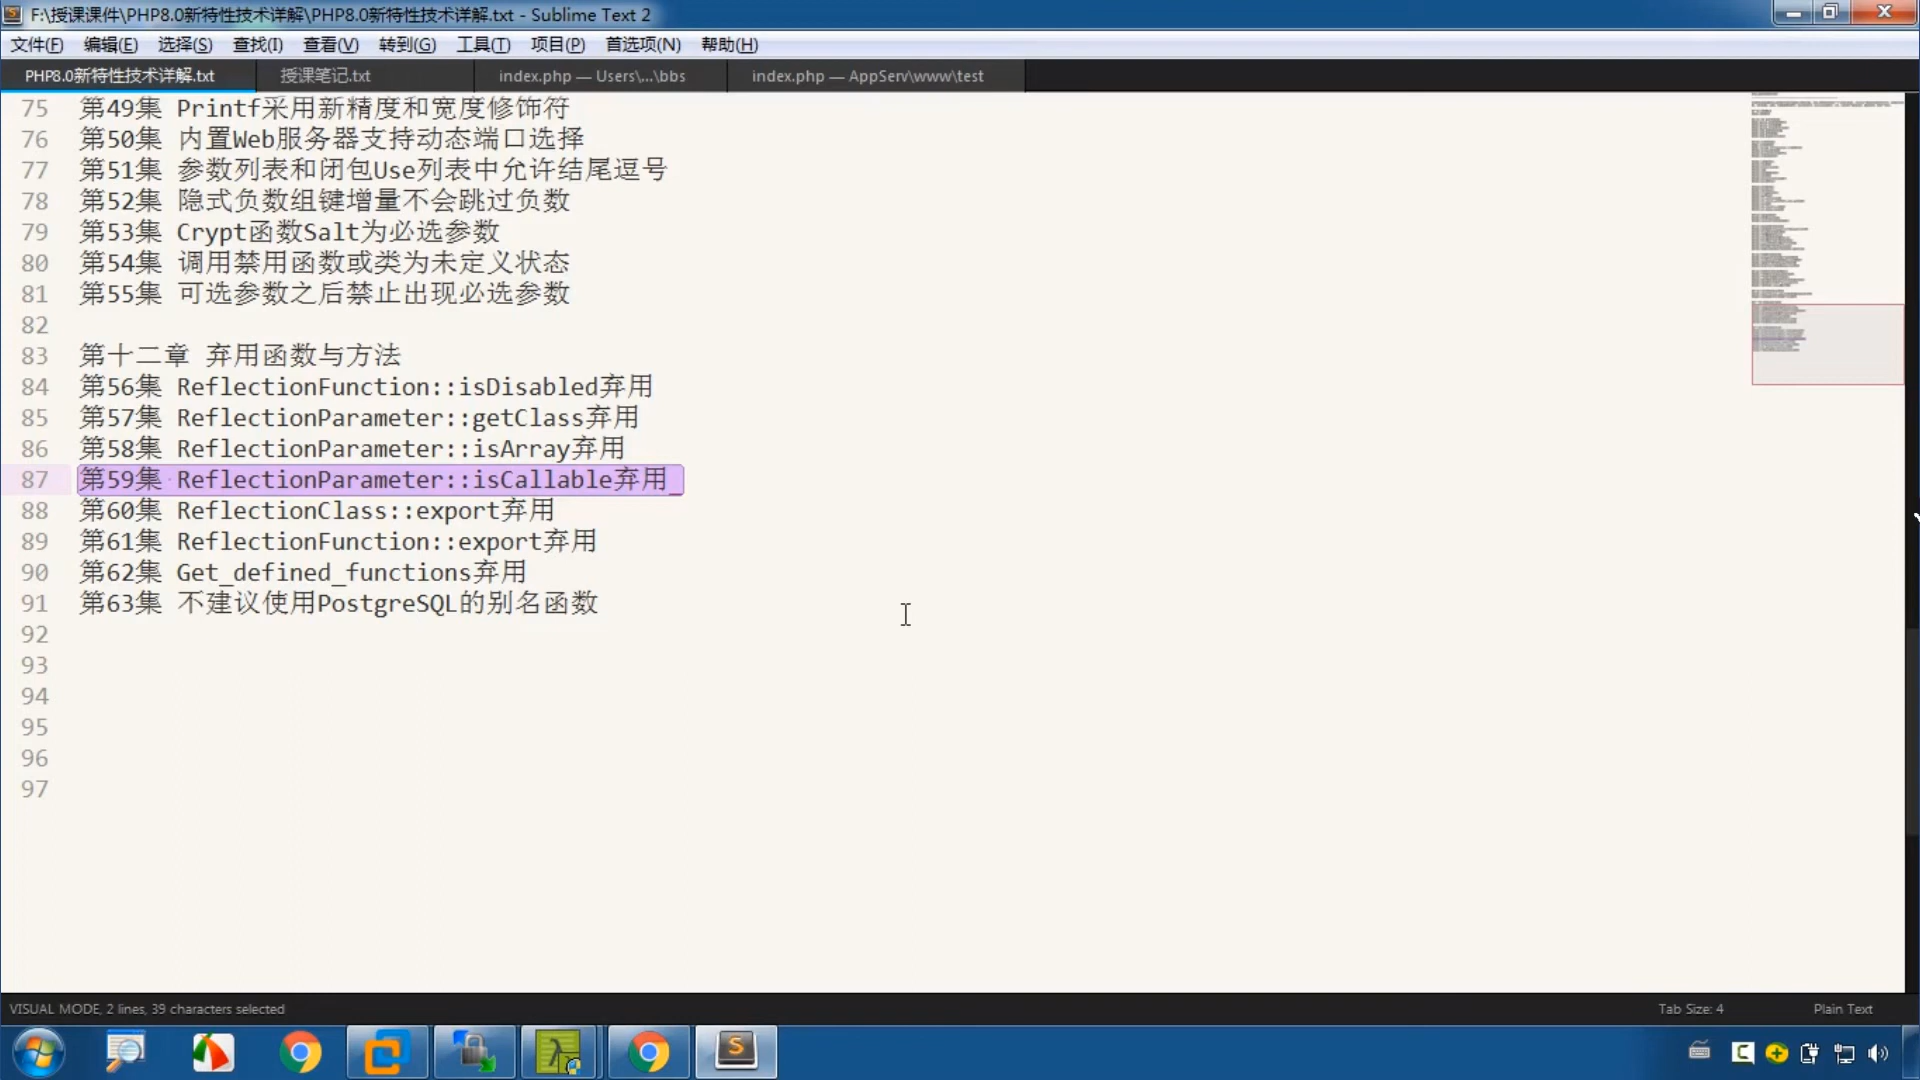 F:\授课课件\PHP8.0新特性技术详解\PHP8.0新特性技术详解.txt - Sublime Text 2
文件(F) 编辑(E) 选择(S) 查找(I) 查看(V) 转到(G) 工具(T) 项目(P) 首选项(N) 帮助(H)
PHP8.0新特性技术详解.txt 授课笔记.txt index.php — Users\...\bbs index.php — AppServ\www\test
75 第49集 Printf采用新精度和宽度修饰符
76 第50集 内置Web服务器支持动态端口选择
77 第51集 参数列表和闭包Use列表中允许结尾逗号
78 第52集 隐式负数组键增量不会跳过负数
79 第53集 Crypt函数Salt为必选参数
80 第54集 调用禁用函数或类为未定义状态
81 第55集 可选参数之后禁止出现必选参数
82
83 第十二章 弃用函数与方法
84 第56集 ReflectionFunction::isDisabled弃用
85 第57集 ReflectionParameter::getClass弃用
86 第58集 ReflectionParameter::isArray弃用
87 第59集 ReflectionParameter::isCallable弃用
88 第60集 ReflectionClass::export弃用
89 第61集 ReflectionFunction::export弃用
90 第62集 Get_defined_functions弃用
91 第63集 不建议使用PostgreSQL的别名函数
92
93
94
95
96
97
VISUAL MODE, 2 lines, 39 characters selected Tab Size: 4 Plain Text